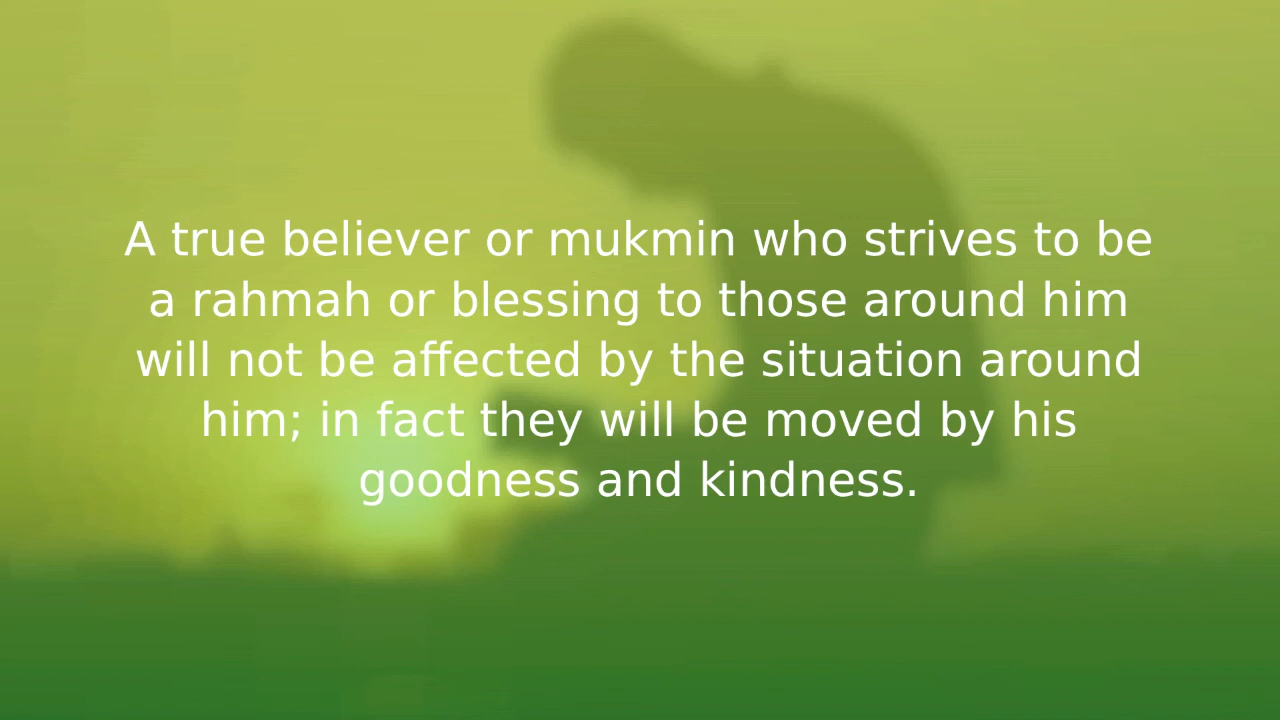 A true believer or mukmin who strives to be
a rahmah or blessing to those around him
will not be affected by the situation around
him; in fact they will be moved by his
goodness and kindness.